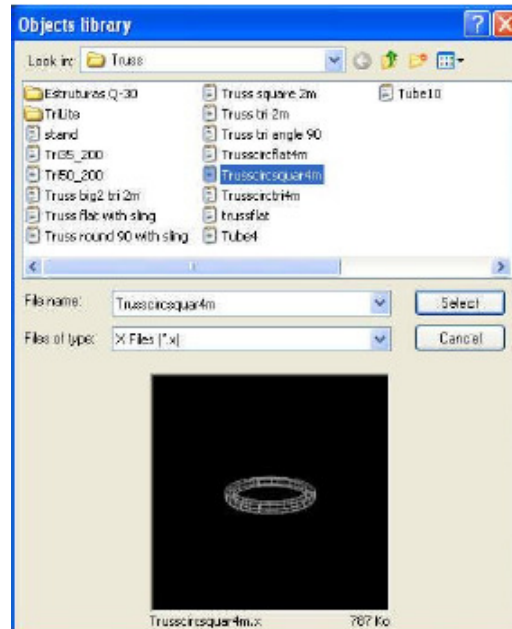 Objects library
Look in: Truss
Estruturas Q-30
TriLite
stand
Tri35_200
Tri50_200
Truss big2 tri 2m
Truss flat with sling
Truss round 90 with sling
Truss square 2m
Truss tri 2m
Truss tri angle 90
Trusscircflat4m
Trusscircsquar4m
Trusscirctri4m
trussflat
Tube4
Tube10
File name: Trusscircsquar4m Select
Files of type: X Files (*.x) Cancel
Trusscircsquar4m.x 787 Ko